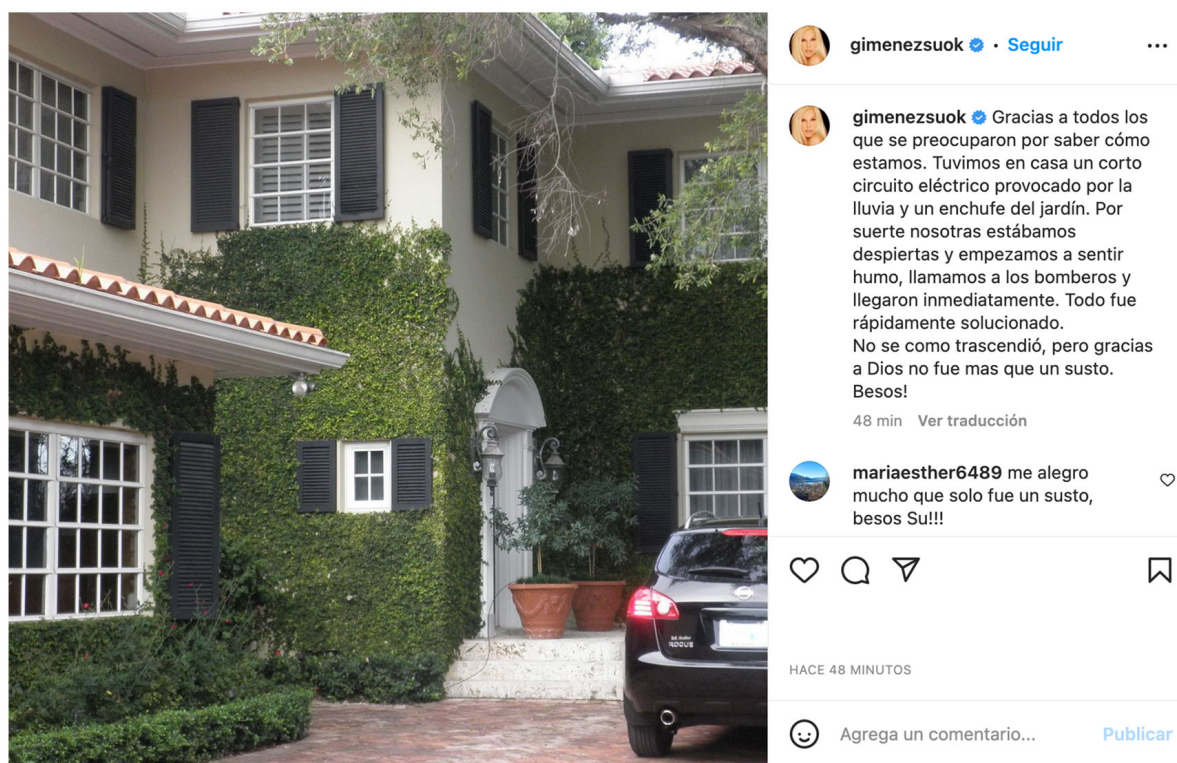 gimenezsuok • Seguir
gimenezsuok Gracias a todos los
que se preocuparon por saber cómo
estamos. Tuvimos en casa un corto
circuito eléctrico provocado por la
lluvia y un enchufe del jardín. Por
suerte nosotras estábamos
despiertas y empezamos a sentir
humo, llamamos a los bomberos y
llegaron inmediatamente. Todo fue
rápidamente solucionado.
No se como trascendió, pero gracias
a Dios no fue mas que un susto.
Besos!
48 min Ver traducción
mariaesther6489 me alegro
mucho que solo fue un susto,
besos Su!!!
HACE 48 MINUTOS
Agrega un comentario... Publicar
ROGUE